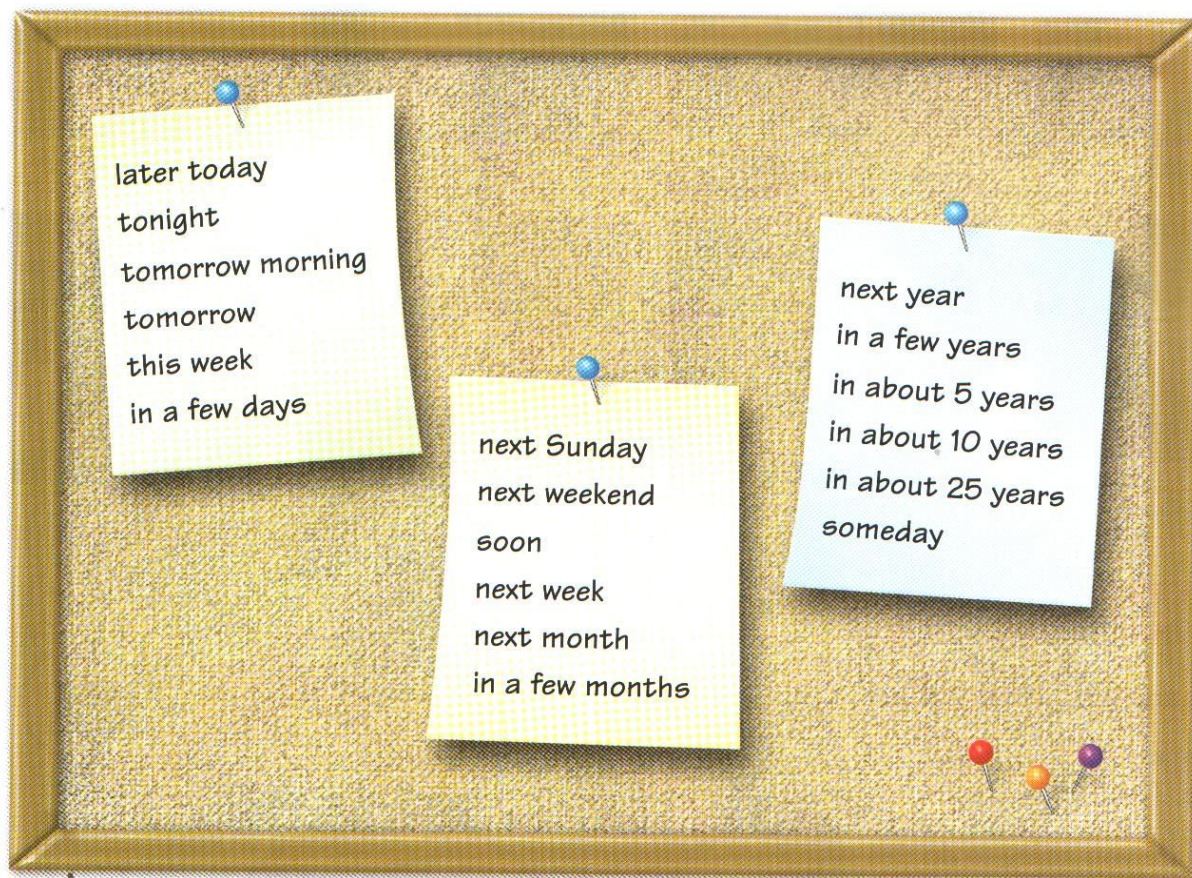 later today
tonight
tomorrow morning
tomorrow
this week
in a few days
next Sunday
next weekend
soon
next week
next month
in a few months
next year
in a few years
in about 5 years
in about 10 years
in about 25 years
someday